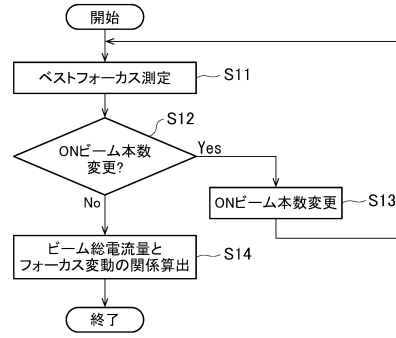 開始
ベストフォーカス測定
S11
S12
ONビーム本数
変更?
Yes
No
ONビーム本数変更
S13
ビーム総電流量と
フォーカス変動の関係算出
S14
終了